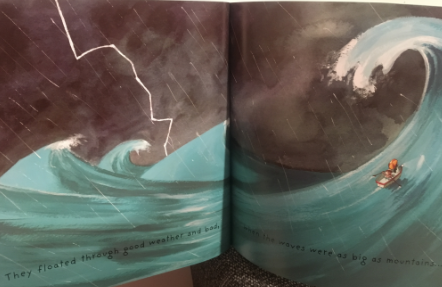 They floated through good weather and bad,
the waves were as big as mountains.